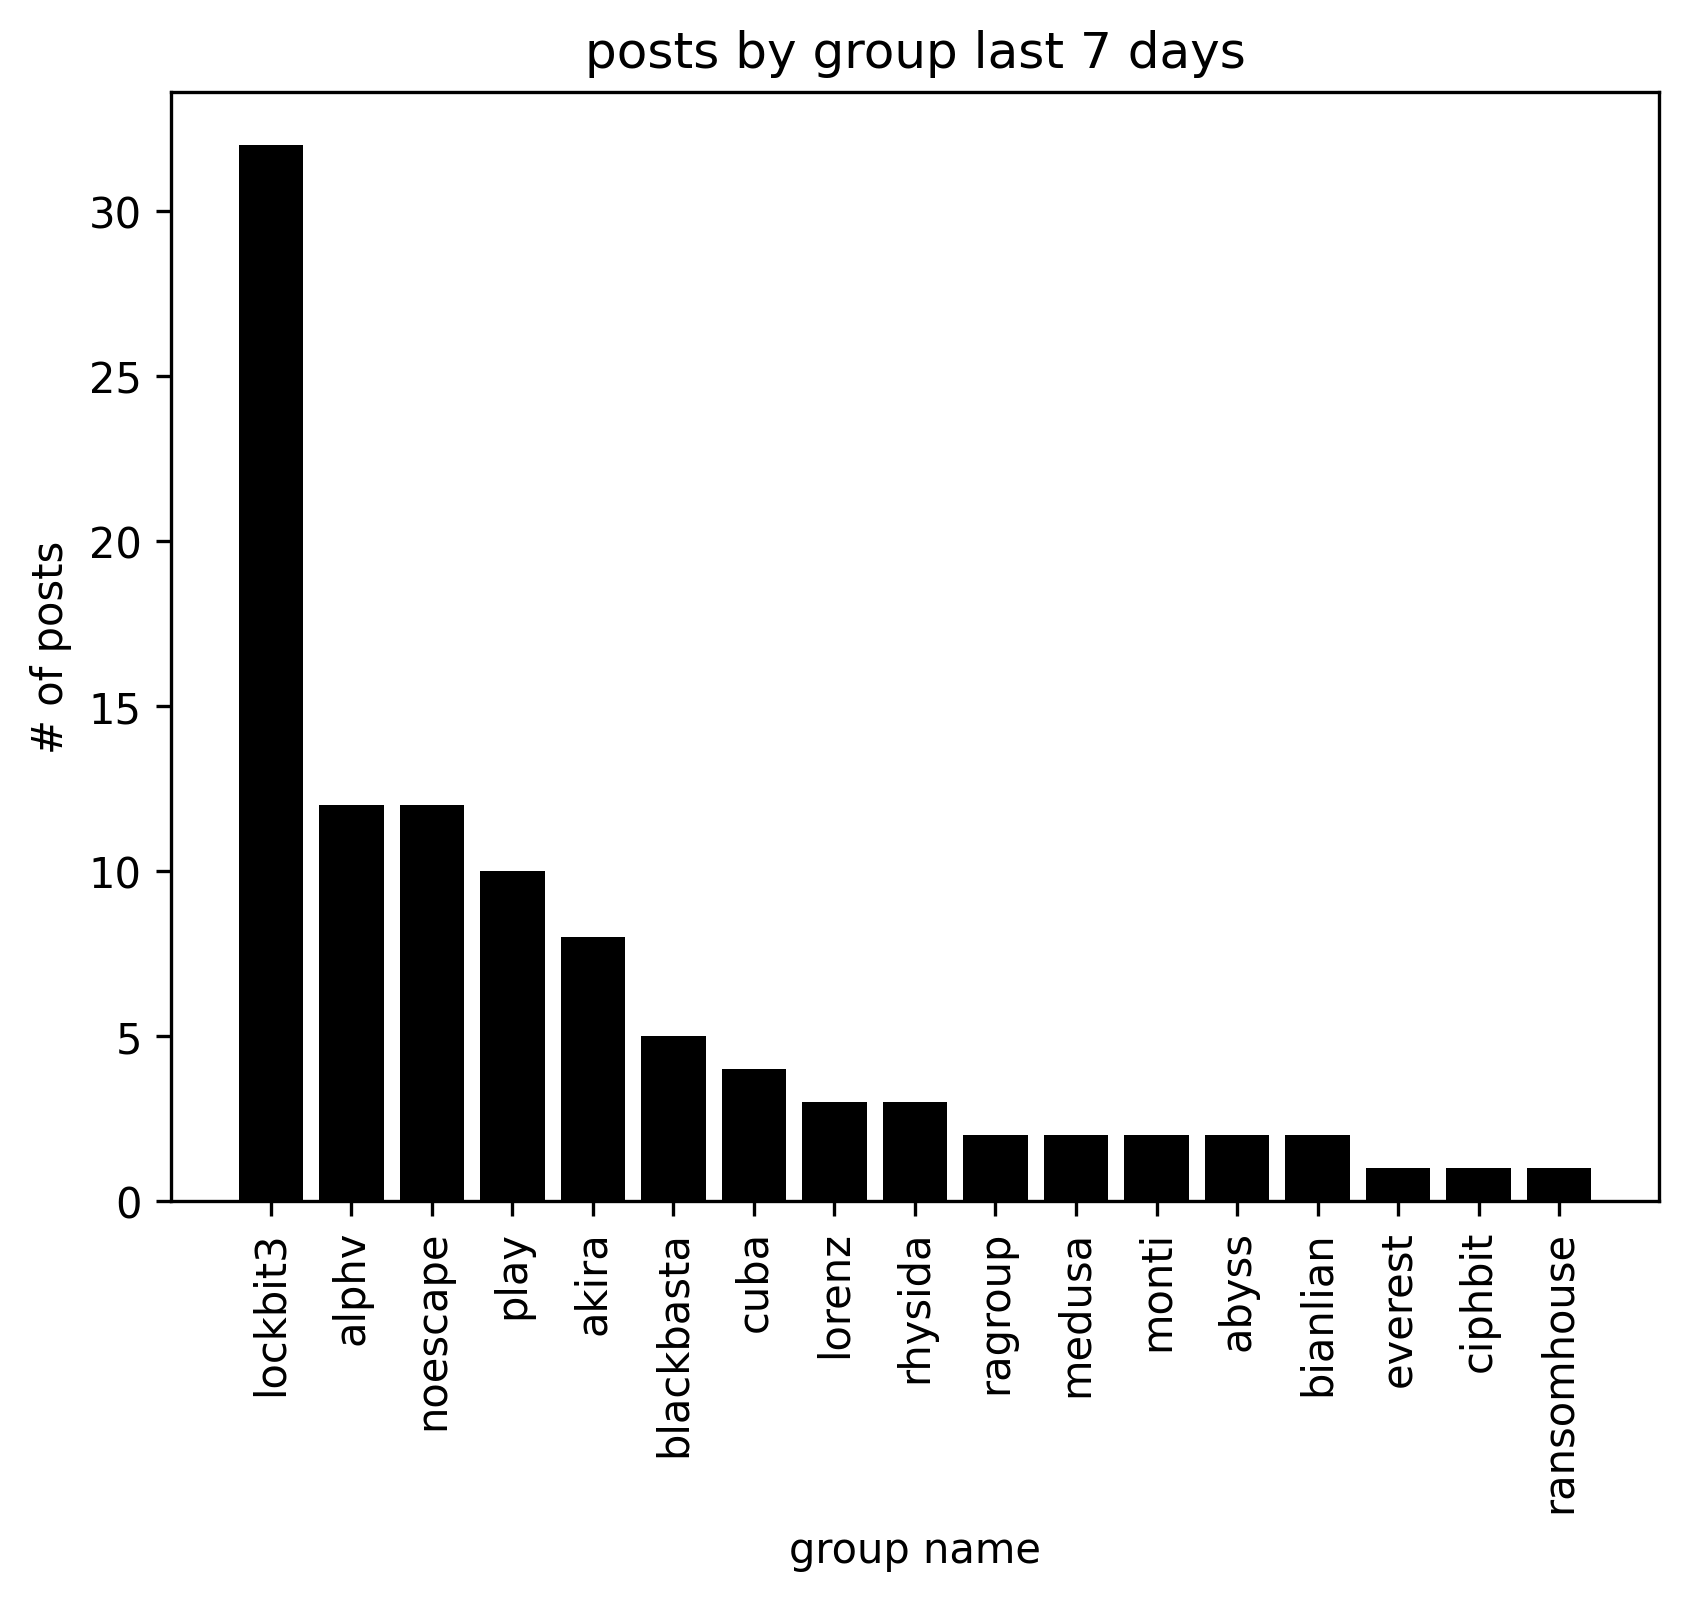 posts by group last 7 days
# of posts
30
25
20
15
10
5
0
lockbit3
alphv
noescape
play
akira
blackbasta
cuba
lorenz
rhysida
ragroup
medusa
monti
abyss
bianlian
everest
ciphbit
ransomhouse
group name